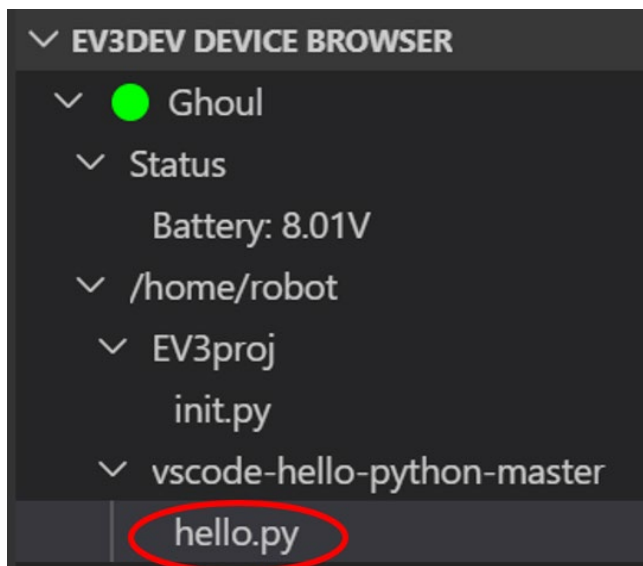 EV3DEV DEVICE BROWSER
Ghoul
Status
Battery: 8.01V
/home/robot
EV3proj
init.py
vscode-hello-python-master
hello.py